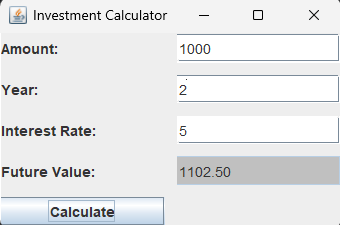 Investment Calculator
Amount: 1000
Year: 2
Interest Rate: 5
Future Value: 1102.50
Calculate